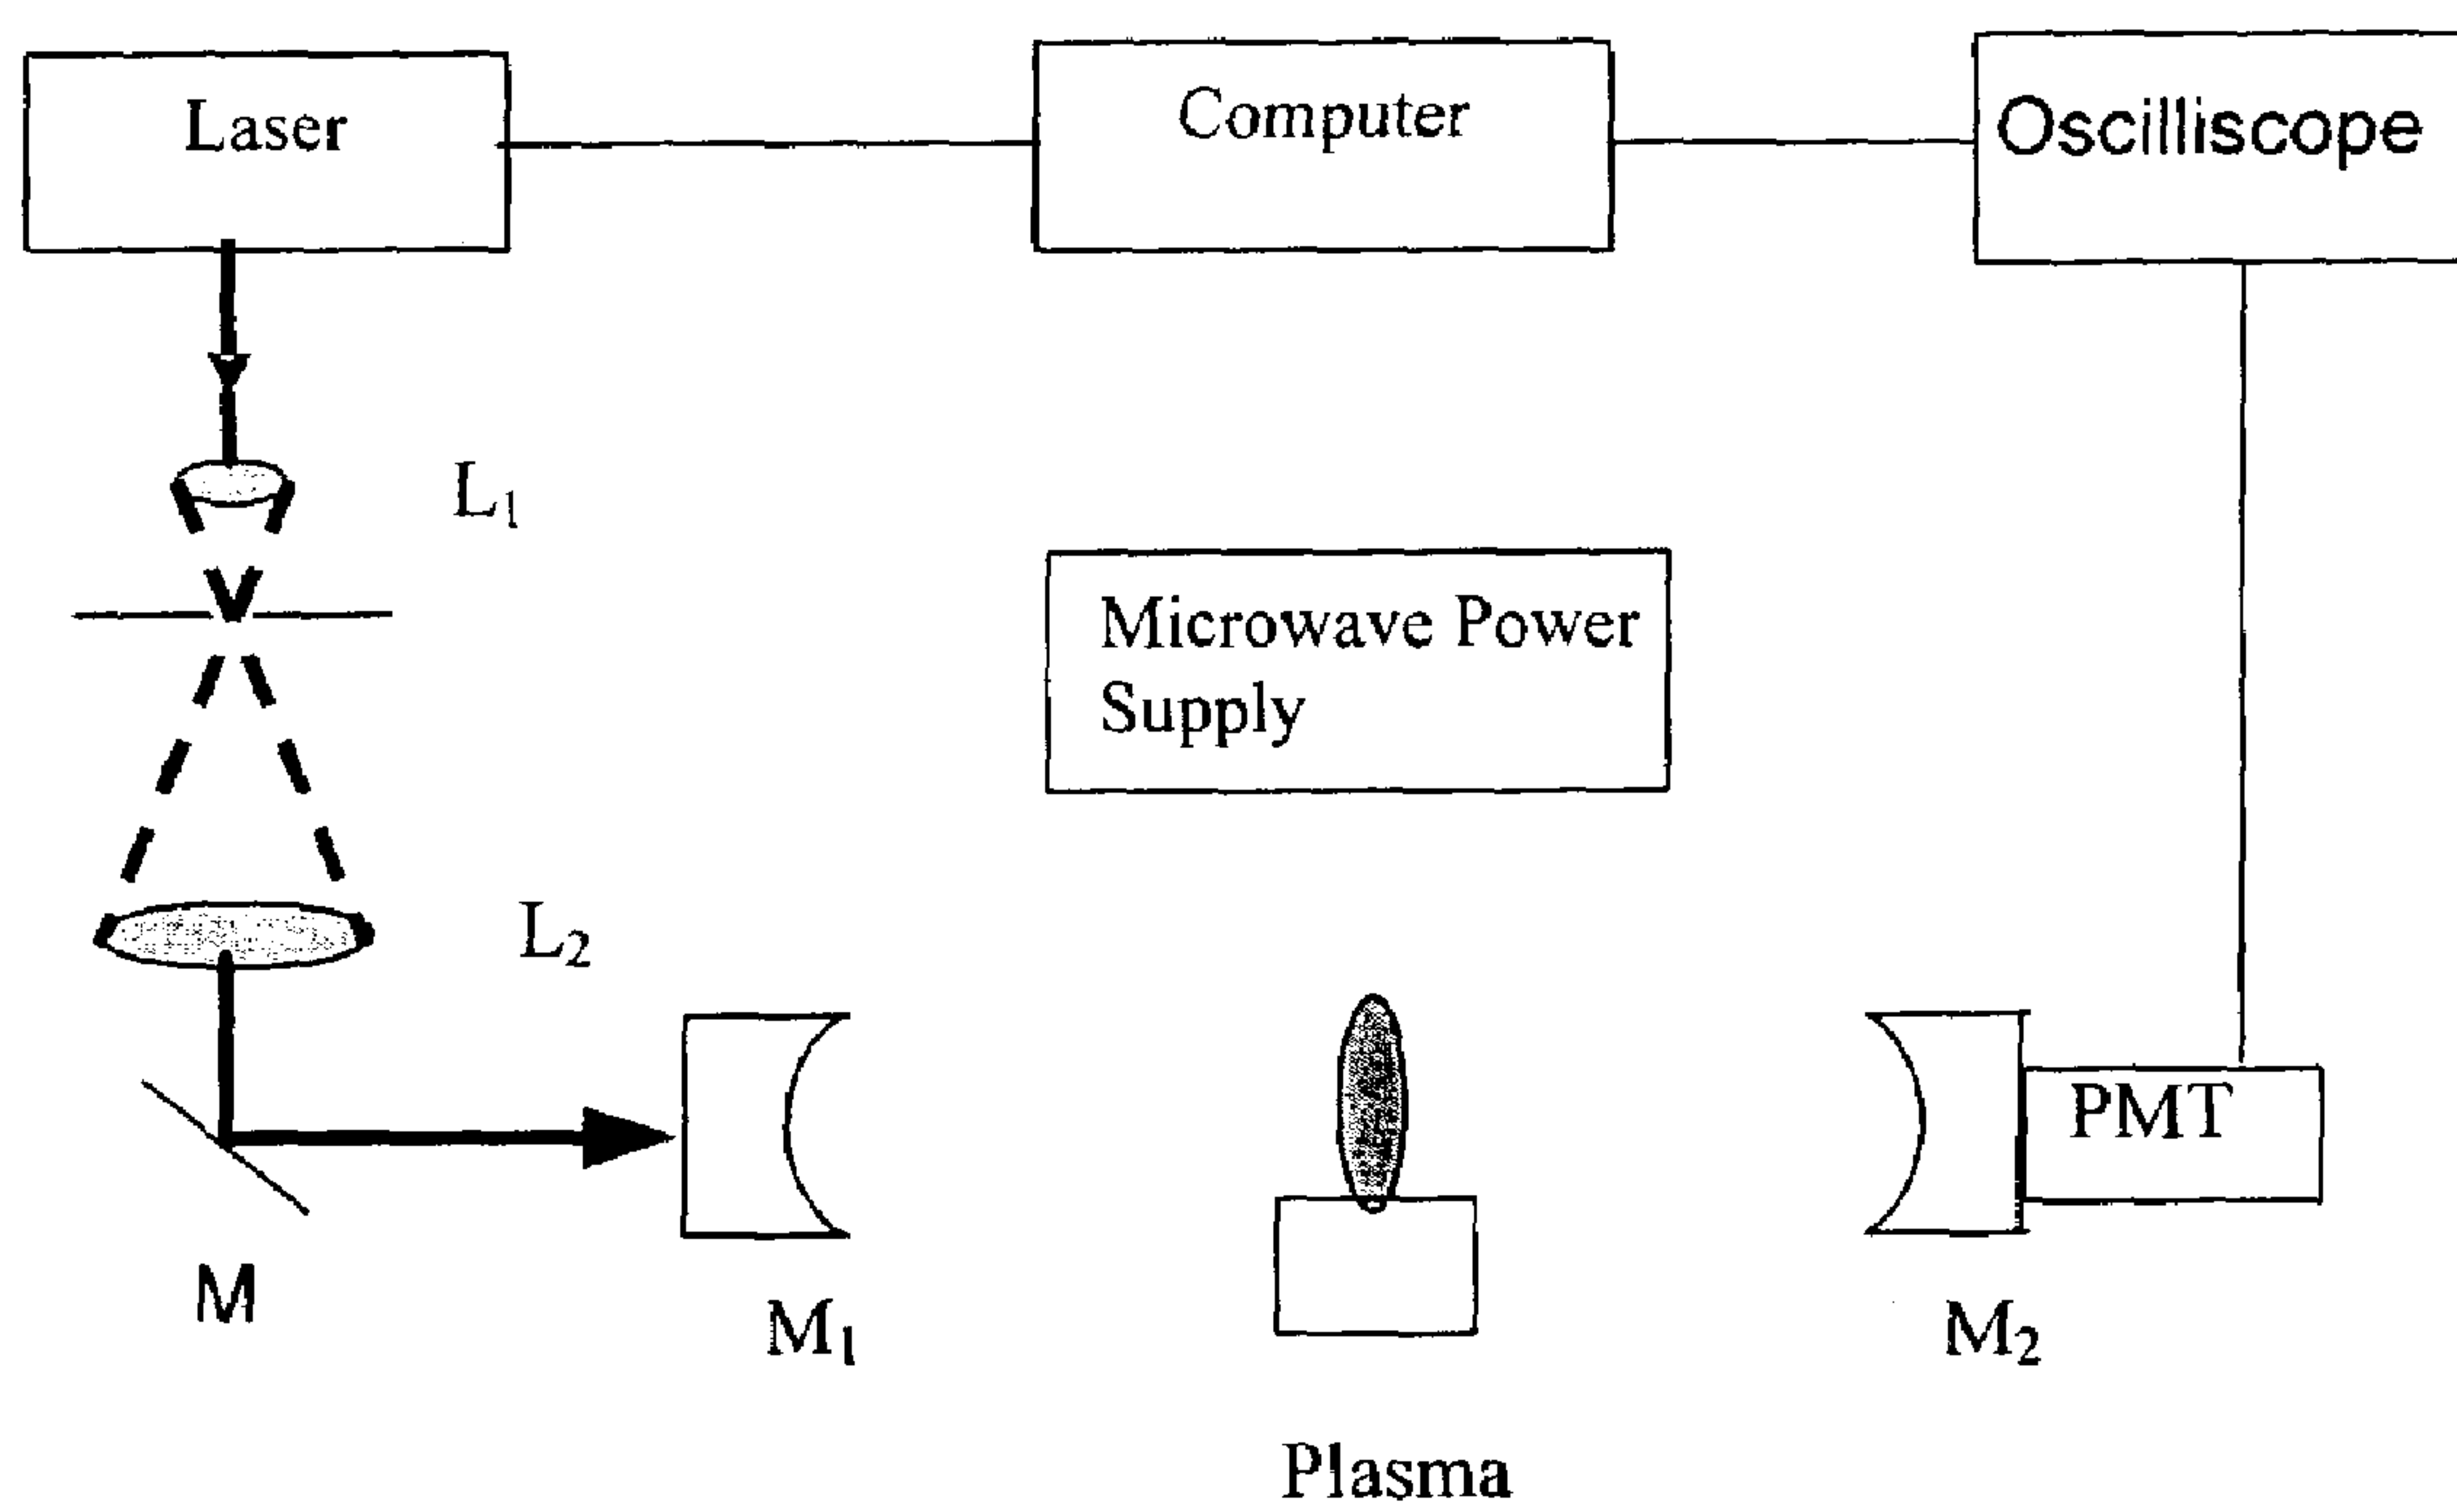 Laser
Computer
Oscilliscope
L₁
Microwave Power
Supply
L₂
PMT
M
M₁
M₂
Plasma